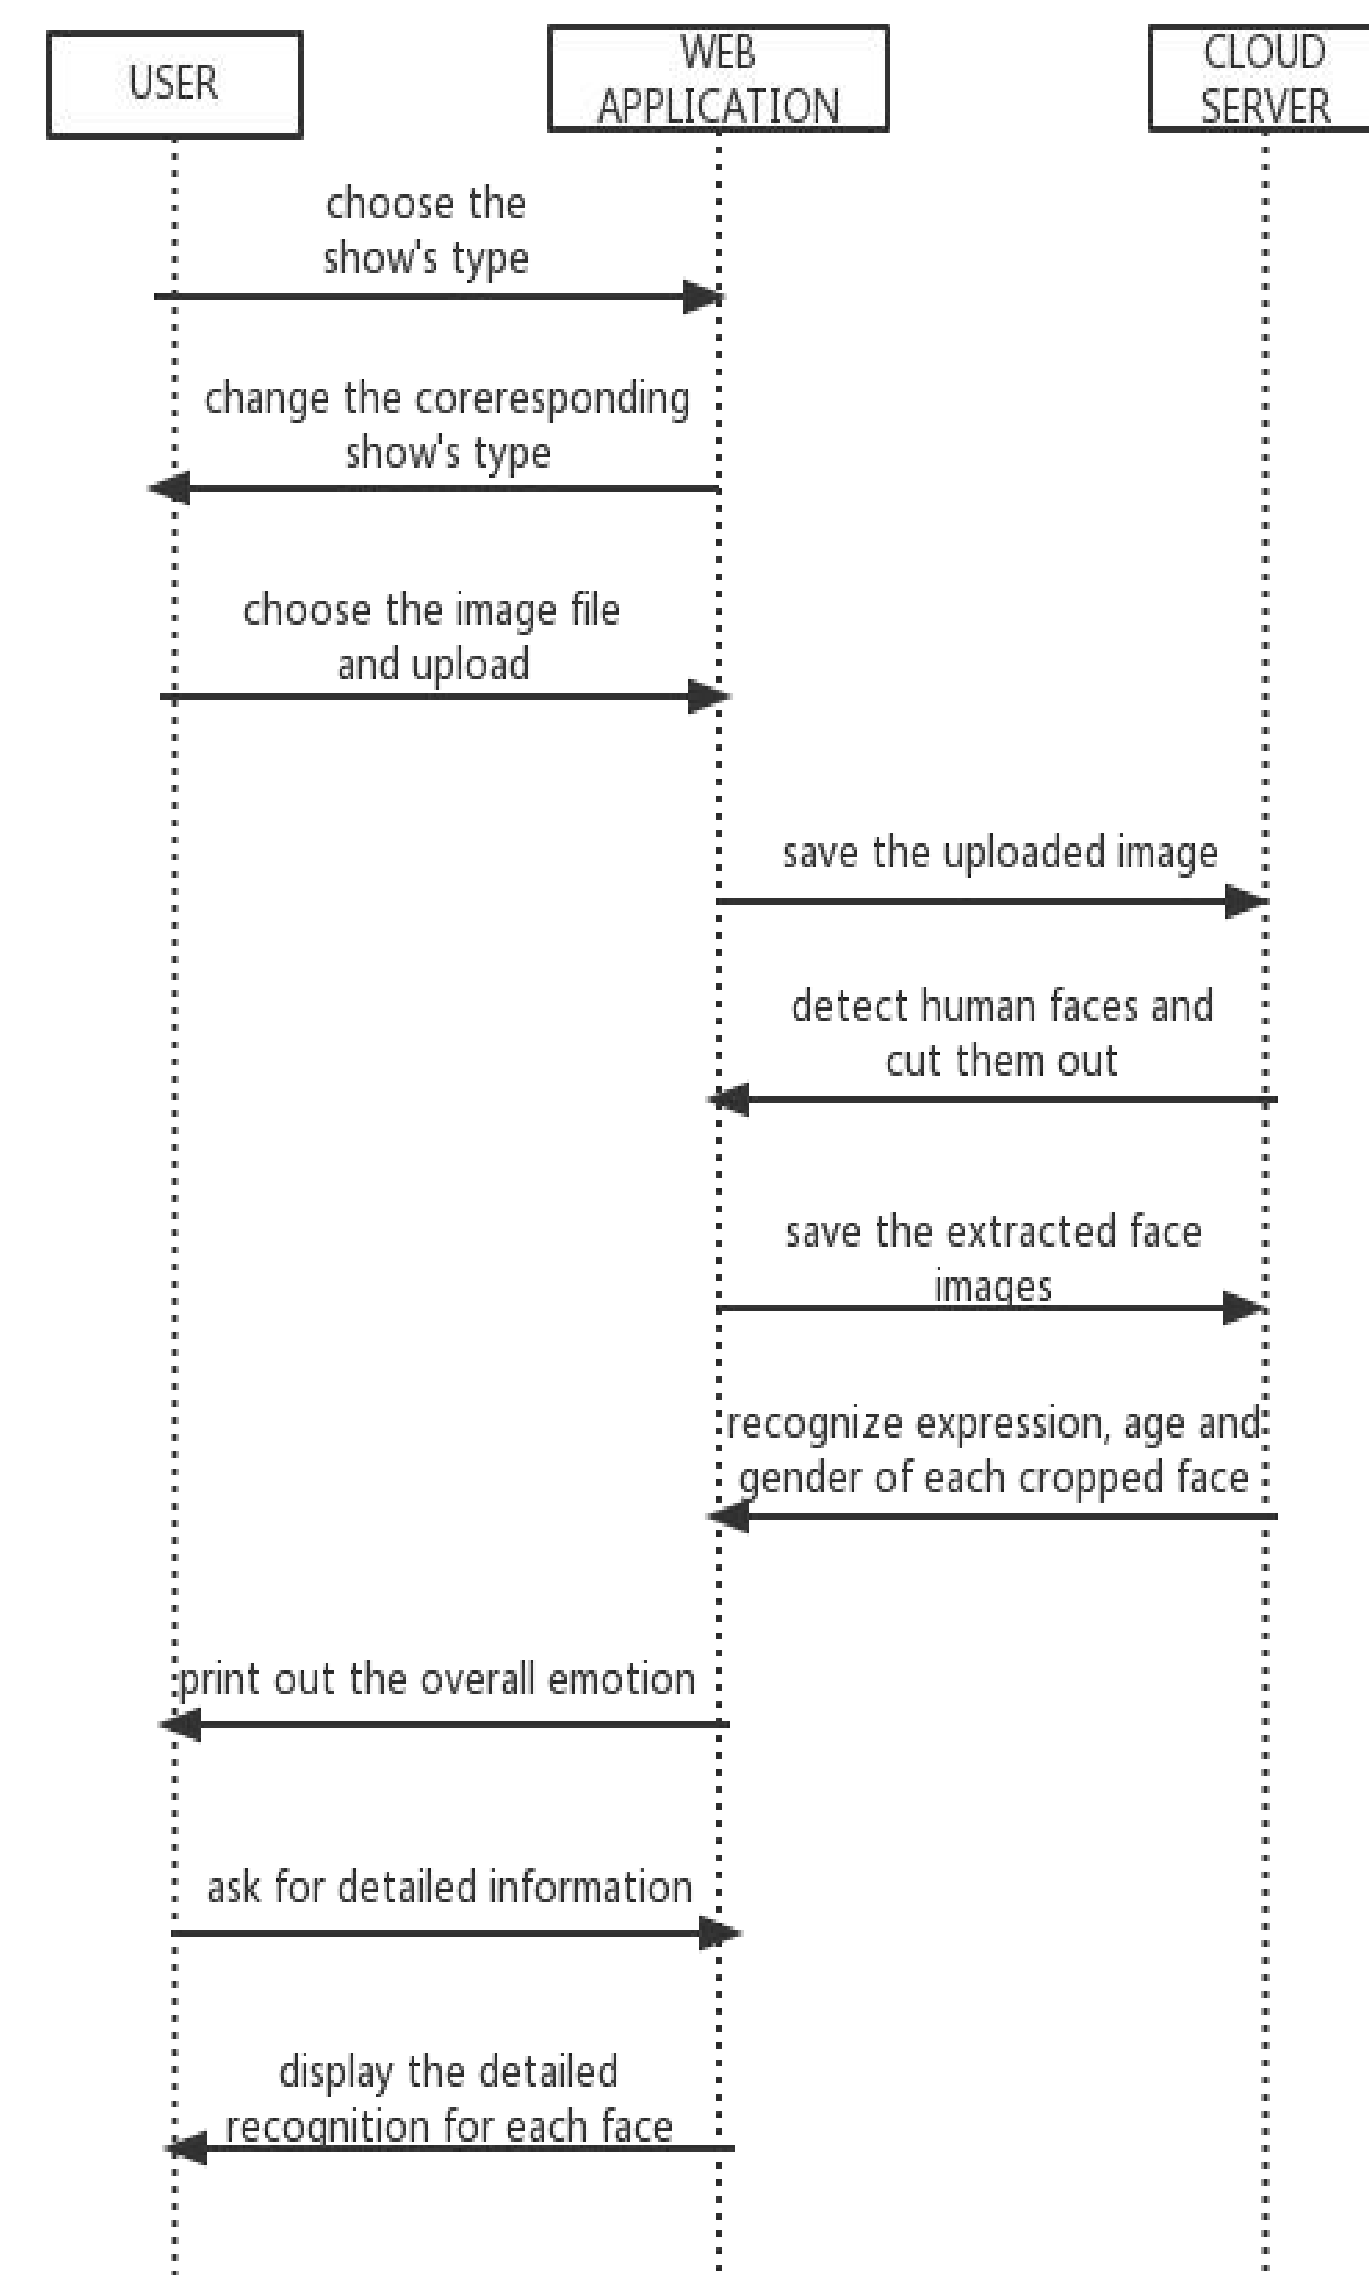 USER
WEB
APPLICATION
CLOUD
SERVER
choose the
show's type
change the coreresponding
show's type
choose the image file
and upload
save the uploaded image
detect human faces and
cut them out
save the extracted face
images
recognize expression, age and
gender of each cropped face
print out the overall emotion
ask for detailed information
display the detailed
recognition for each face